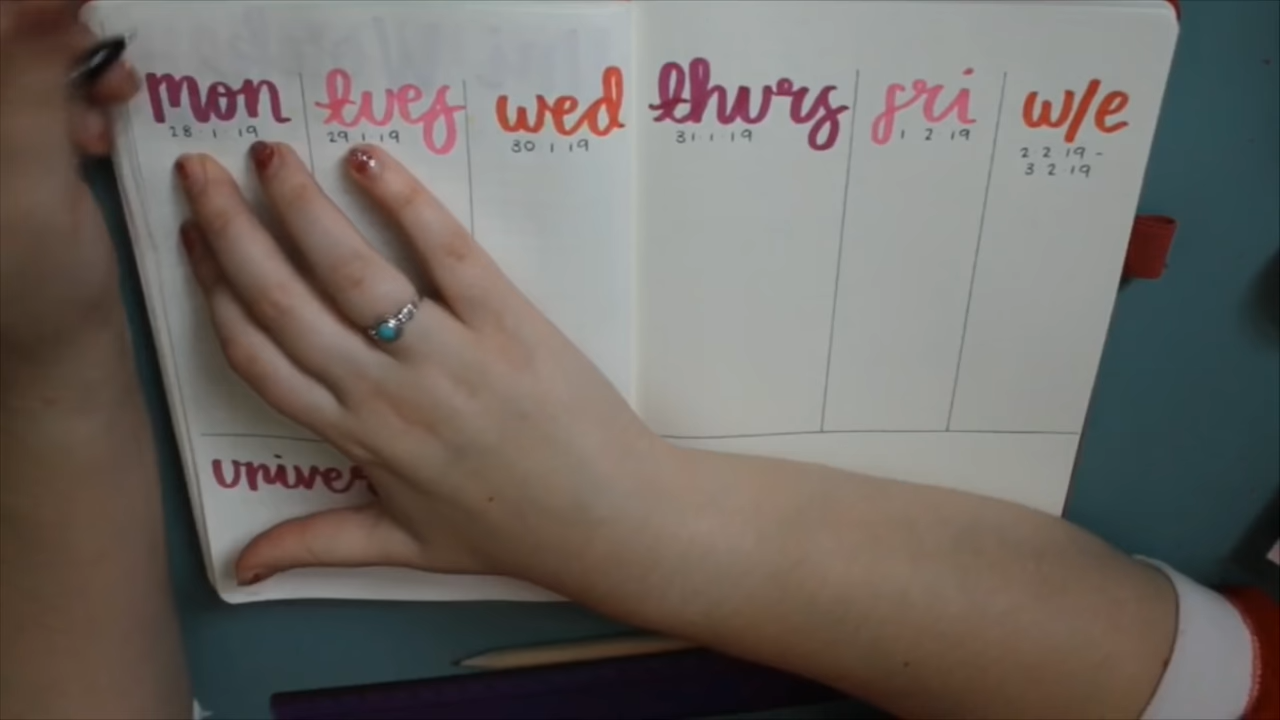 mon tues wed thurs fri w/e
28 · 1 · 19 29 · 1 · 19 30 1 19 31 · 1 · 19 1 2 19 2 2 19 -
3 2 19